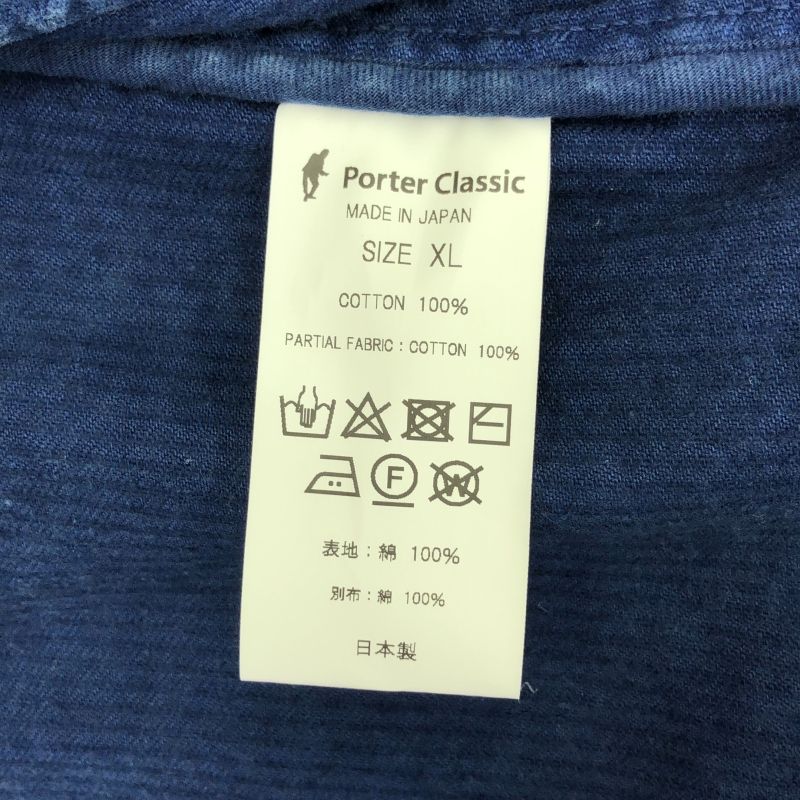 Porter Classic
MADE IN JAPAN
SIZE XL
COTTON 100%
PARTIAL FABRIC : COTTON 100%
F
W
表地 : 綿 100%
別布 : 綿 100%
日本製